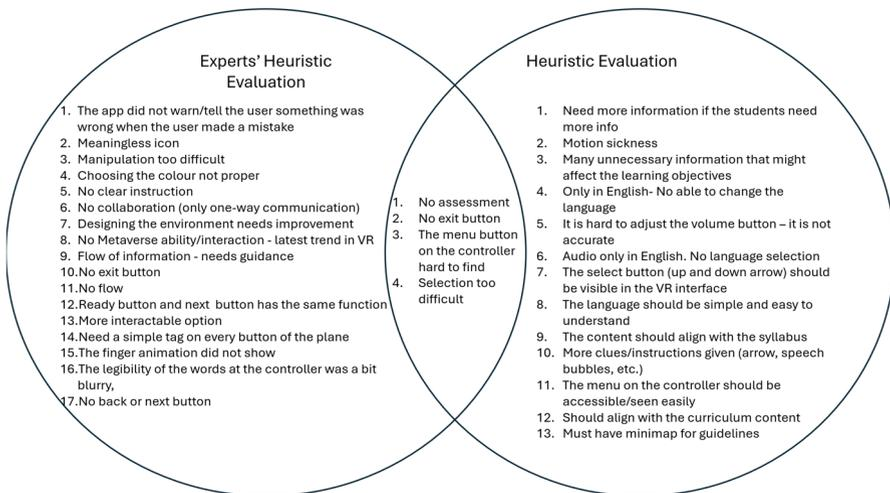 Experts' Heuristic
Evaluation
1. The app did not warn/tell the user something was
wrong when the user made a mistake
2. Meaningless icon
3. Manipulation too difficult
4. Choosing the colour not proper
5. No clear instruction
6. No collaboration (only one-way communication)
7. Designing the environment needs improvement
8. No Metaverse ability/interaction - latest trend in VR
9. Flow of information - needs guidance
10.No exit button
11.No flow
12.Ready button and next button has the same function
13.More interactable option
14.Need a simple tag on every button of the plane
15.The finger animation did not show
16.The legibility of the words at the controller was a bit
blurry,
17.No back or next button
1. No assessment
2. No exit button
3. The menu button
on the controller
hard to find
4. Selection too
difficult
Heuristic Evaluation
1. Need more information if the students need
more info
2. Motion sickness
3. Many unnecessary information that might
affect the learning objectives
4. Only in English- No able to change the
language
5. It is hard to adjust the volume button – it is not
accurate
6. Audio only in English. No language selection
7. The select button (up and down arrow) should
be visible in the VR interface
8. The language should be simple and easy to
understand
9. The content should align with the syllabus
10. More clues/instructions given (arrow, speech
bubbles, etc.)
11. The menu on the controller should be
accessible/seen easily
12. Should align with the curriculum content
13. Must have minimap for guidelines